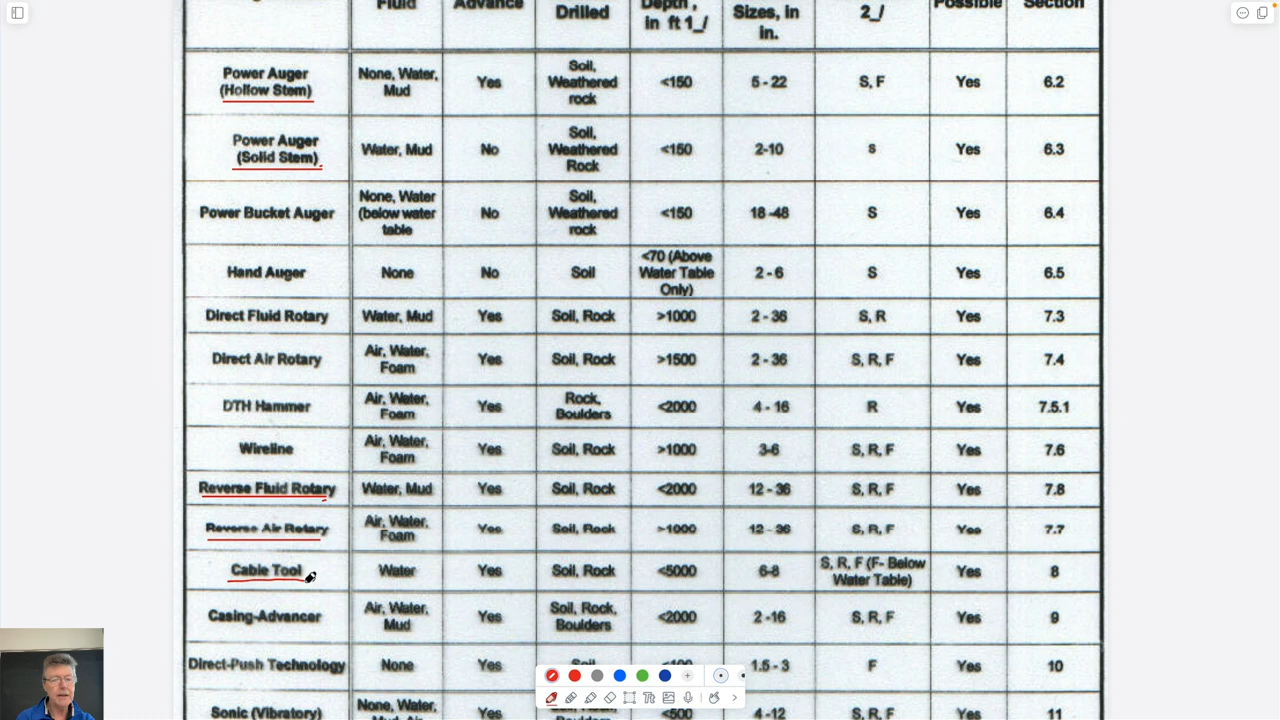 Fluid
Advance
Drilled
Depth ,
in ft 1_/
Sizes, in
in.
2_/
Possible
Section
Power Auger
(Hollow Stem)
None, Water,
Mud
Yes
Soil,
Weathered
rock
<150
5 - 22
S, F
Yes
6.2
Power Auger
(Solid Stem)
Water, Mud
No
Soil,
Weathered
Rock
<150
2-10
S
Yes
6.3
Power Bucket Auger
None, Water
(below water
table
No
Soil,
Weathered
rock
<150
18 -48
S
Yes
6.4
Hand Auger
None
No
Soil
<70 (Above
Water Table
Only)
2 - 6
S
Yes
6.5
Direct Fluid Rotary
Water, Mud
Yes
Soil, Rock
>1000
2 - 36
S, R
Yes
7.3
Direct Air Rotary
Air, Water,
Foam
Yes
Soil, Rock
>1500
2 - 36
S, R, F
Yes
7.4
DTH Hammer
Air, Water,
Foam
Yes
Rock,
Boulders
<2000
4 - 16
R
Yes
7.5.1
Wireline
Air, Water,
Foam
Yes
Soil, Rock
>1000
3-6
S, R, F
Yes
7.6
Reverse Fluid Rotary
Water, Mud
Yes
Soil, Rock
<2000
12 - 36
S, R, F
Yes
7.8
Reverse Air Rotary
Air, Water,
Foam
Yes
Soil, Rock
>1000
12 - 36
S, R, F
Yes
7.7
Cable Tool
Water
Yes
Soil, Rock
<5000
6-8
S, R, F (F- Below
Water Table)
Yes
8
Casing-Advancer
Air, Water,
Mud
Yes
Soil, Rock,
Boulders
<2000
2 -16
S, R, F
Yes
9
Direct-Push Technology
None
Yes
Soil
<100
1.5 - 3
F
Yes
10
Sonic (Vibratory)
None, Water,
Mud, Air
Yes
<500
4 -12
S, R, F
Yes
11